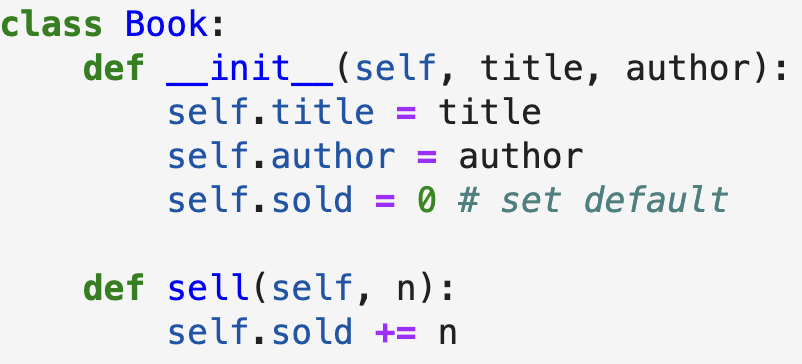 class Book:
    def __init__(self, title, author):
        self.title = title
        self.author = author
        self.sold = 0 # set default

    def sell(self, n):
        self.sold += n